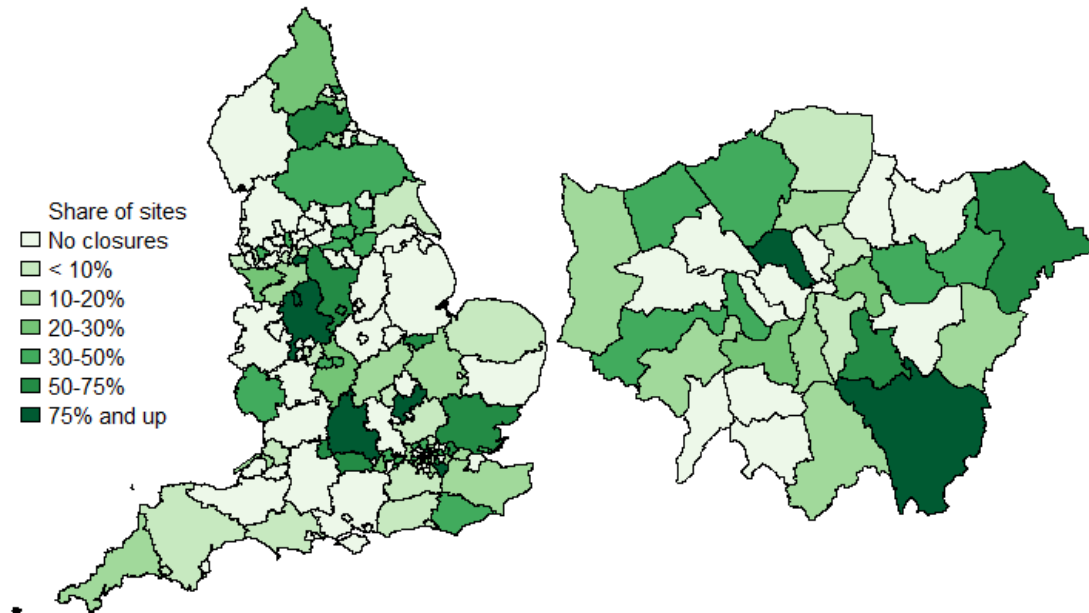 Share of sites
No closures
< 10%
10-20%
20-30%
30-50%
50-75%
75% and up